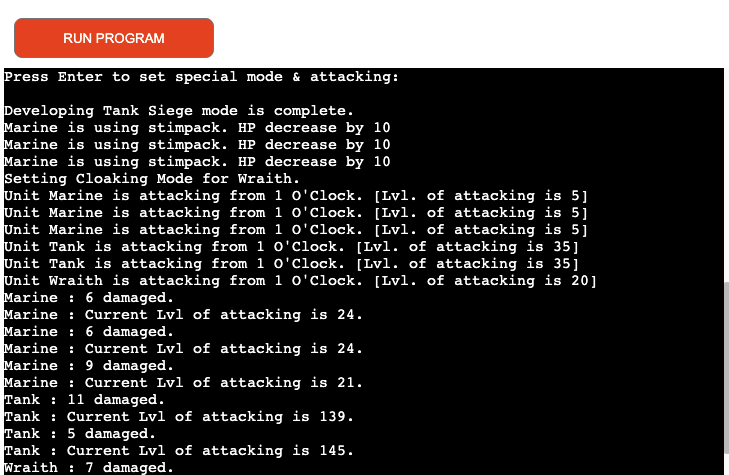 RUN PROGRAM
Press Enter to set special mode & attacking:
Developing Tank Siege mode is complete.
Marine is using stimpack. HP decrease by 10
Marine is using stimpack. HP decrease by 10
Marine is using stimpack. HP decrease by 10
Setting Cloaking Mode for Wraith.
Unit Marine is attacking from 1 O'Clock. [Lvl. of attacking is 5]
Unit Marine is attacking from 1 O'Clock. [Lvl. of attacking is 5]
Unit Marine is attacking from 1 O'Clock. [Lvl. of attacking is 5]
Unit Tank is attacking from 1 O'Clock. [Lvl. of attacking is 35]
Unit Tank is attacking from 1 O'Clock. [Lvl. of attacking is 35]
Unit Wraith is attacking from 1 O'Clock. [Lvl. of attacking is 20]
Marine : 6 damaged.
Marine : Current Lvl of attacking is 24.
Marine : 6 damaged.
Marine : Current Lvl of attacking is 24.
Marine : 9 damaged.
Marine : Current Lvl of attacking is 21.
Tank : 11 damaged.
Tank : Current Lvl of attacking is 139.
Tank : 5 damaged.
Tank : Current Lvl of attacking is 145.
Wraith : 7 damaged.